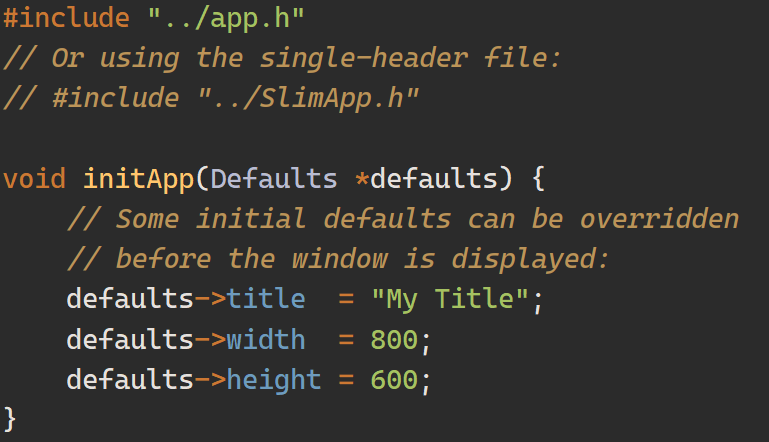 #include "../app.h"
// Or using the single-header file:
// #include "../SlimApp.h"

void initApp(Defaults *defaults) {
    // Some initial defaults can be overridden
    // before the window is displayed:
    defaults->title  = "My Title";
    defaults->width  = 800;
    defaults->height = 600;
}